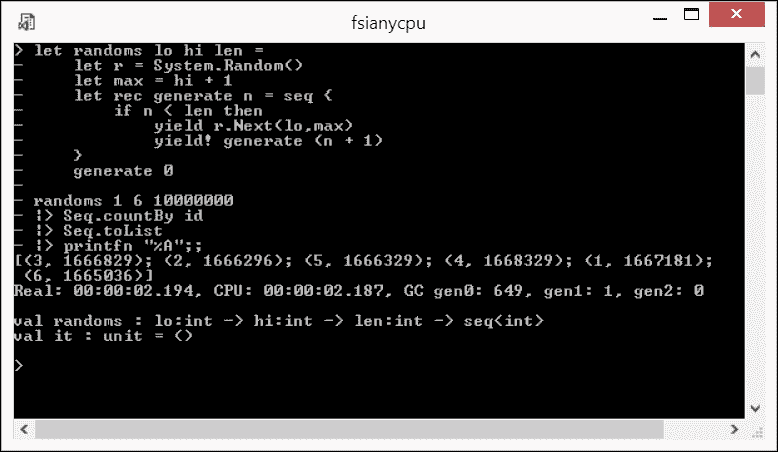 fsianycpu
> let randoms lo hi len =
-     let r = System.Random()
-     let max = hi + 1
-     let rec generate n = seq {
-         if n < len then
-             yield r.Next(lo,max)
-             yield! generate (n + 1)
-     }
-     generate 0
-
- randoms 1 6 10000000
- |> Seq.countBy id
- |> Seq.toList
- |> printfn "%A";;
[(3, 1666829); (2, 1666296); (5, 1666329); (4, 1668329); (1, 1667181);
 (6, 1665036)]
Real: 00:00:02.194, CPU: 00:00:02.187, GC gen0: 649, gen1: 1, gen2: 0

val randoms : lo:int -> hi:int -> len:int -> seq<int>
val it : unit = ()

>